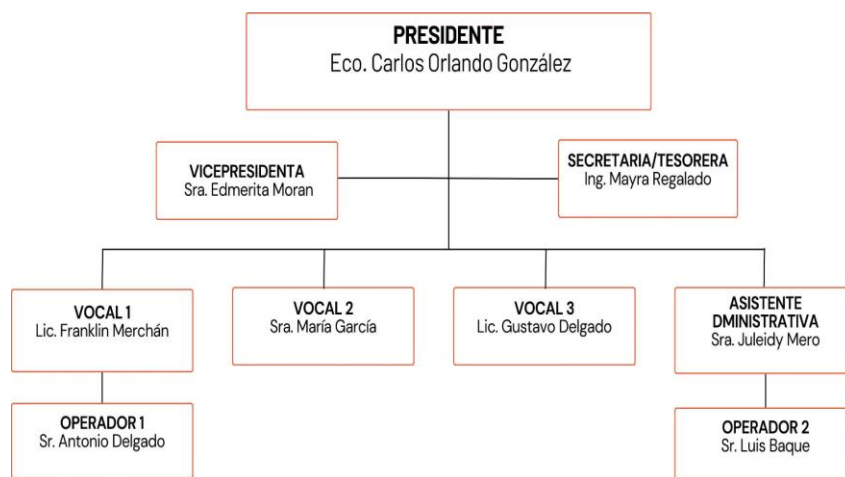 PRESIDENTE
Eco. Carlos Orlando González
VICEPRESIDENTA
Sra. Edmerita Moran
SECRETARIA/TESORERA
Ing. Mayra Regalado
VOCAL 1
Lic. Franklin Merchán
VOCAL 2
Sra. María García
VOCAL 3
Lic. Gustavo Delgado
ASISTENTE
DMINISTRATIVA
Sra. Juleidy Mero
OPERADOR 1
Sr. Antonio Delgado
OPERADOR 2
Sr. Luis Baque